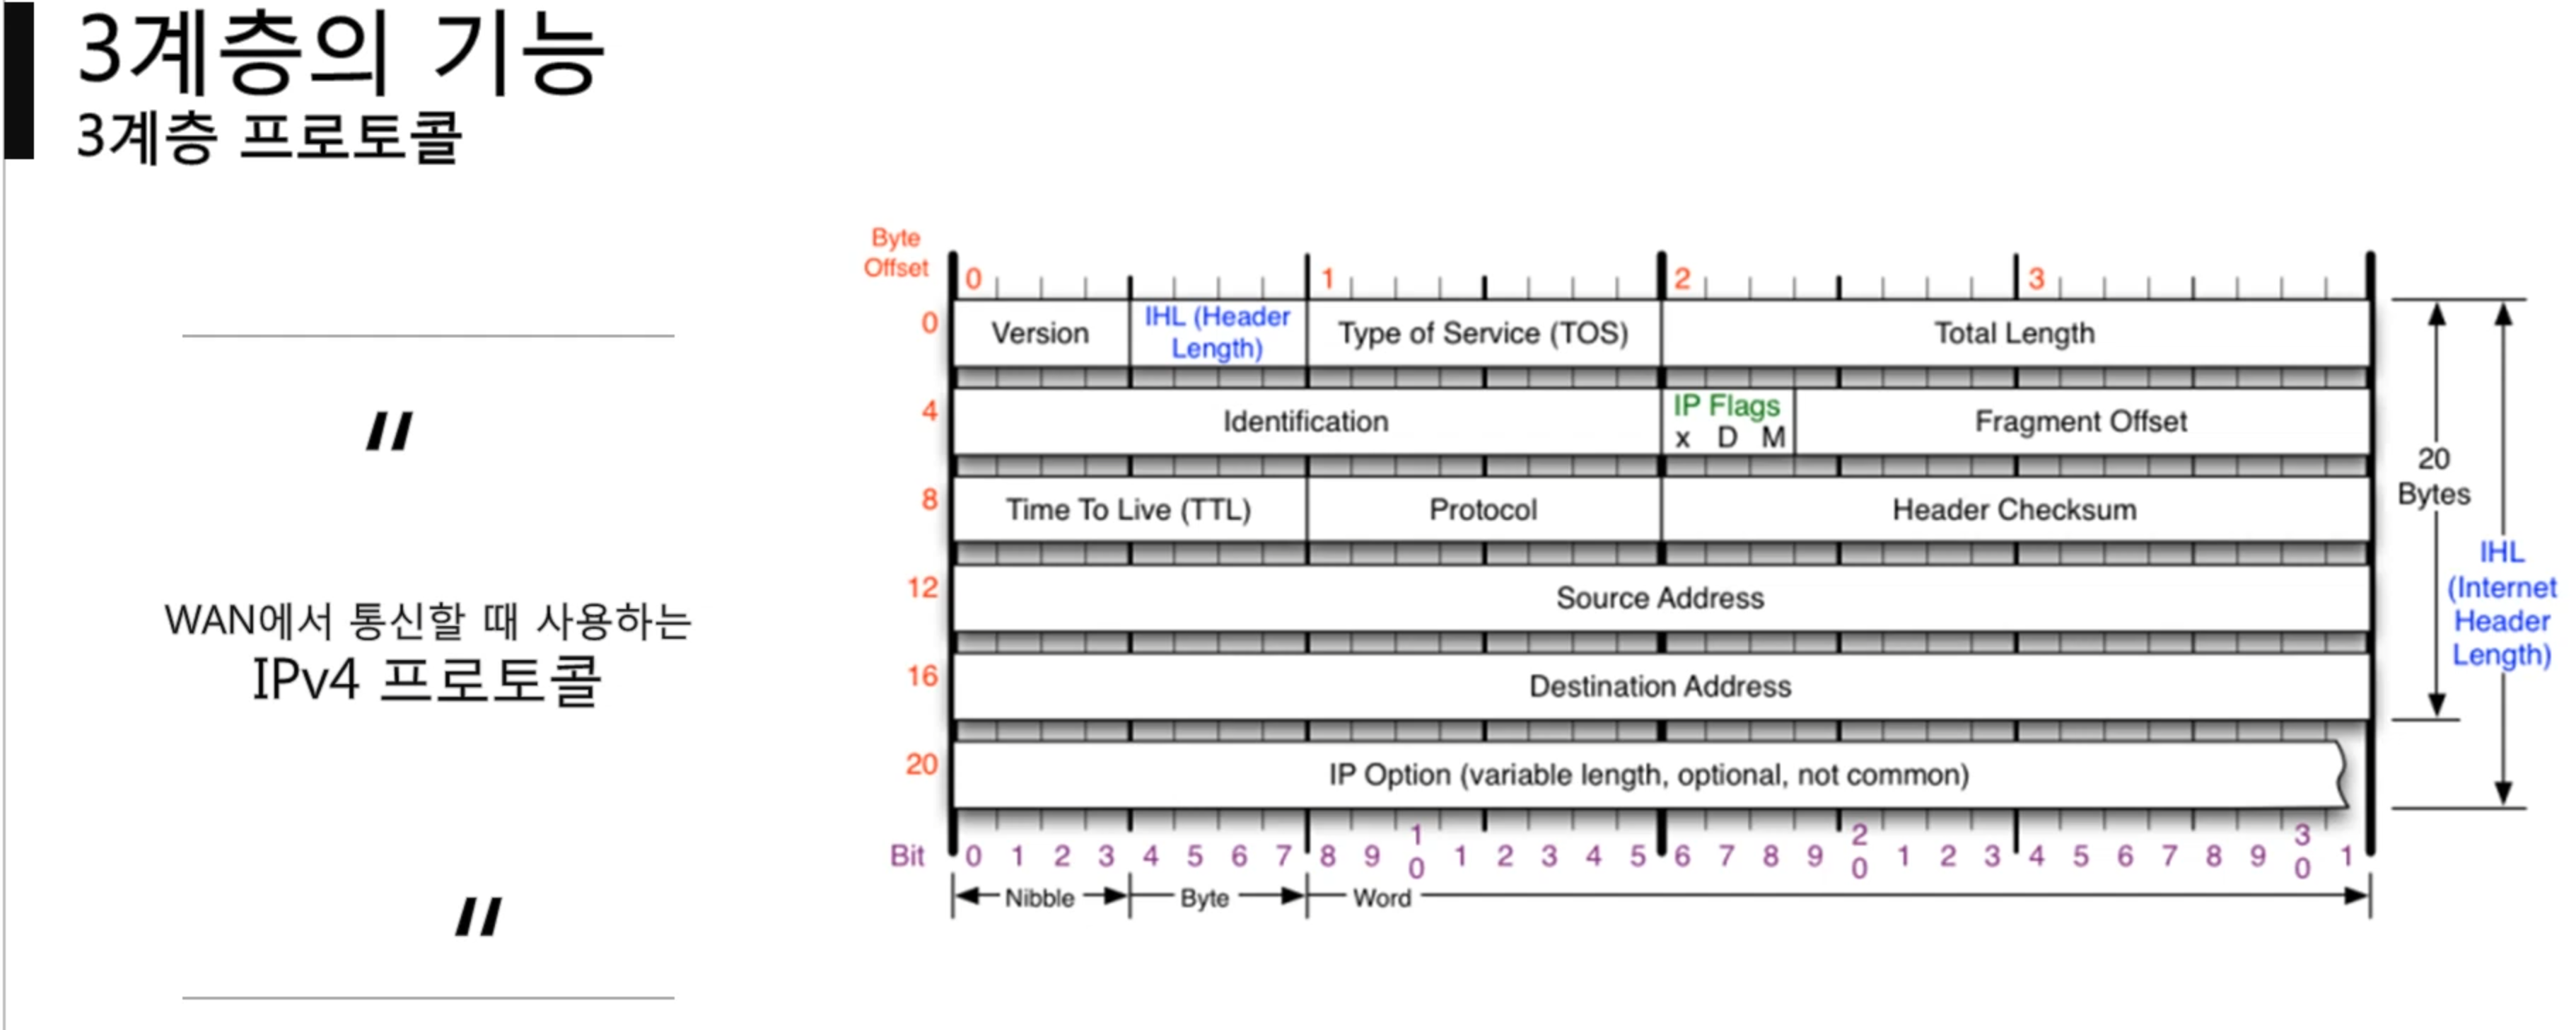 3계층의 기능
3계층 프로토콜
"
WAN에서 통신할 때 사용하는
IPv4 프로토콜
"
Byte
Offset
0 1 2 3
0 Version IHL (Header Length) Type of Service (TOS) Total Length
4 Identification IP Flags x D M Fragment Offset
8 Time To Live (TTL) Protocol Header Checksum
12 Source Address
16 Destination Address
20 IP Option (variable length, optional, not common)
Bit 0 1 2 3 4 5 6 7 8 9 10 1 2 3 4 5 6 7 8 9 20 1 2 3 4 5 6 7 8 9 30 1
Nibble Byte Word
20
Bytes
IHL
(Internet
Header
Length)